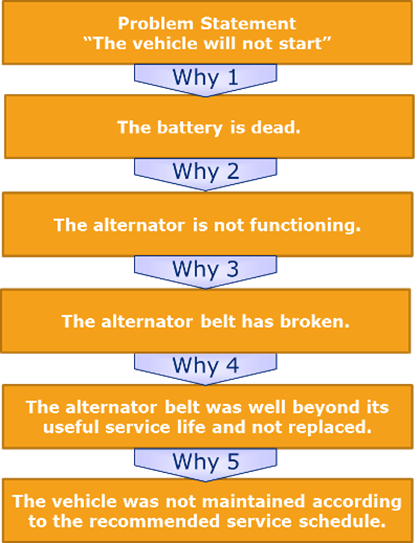 Problem Statement
“The vehicle will not start”
Why 1
The battery is dead.
Why 2
The alternator is not functioning.
Why 3
The alternator belt has broken.
Why 4
The alternator belt was well beyond its
useful service life and not replaced.
Why 5
The vehicle was not maintained according
to the recommended service schedule.